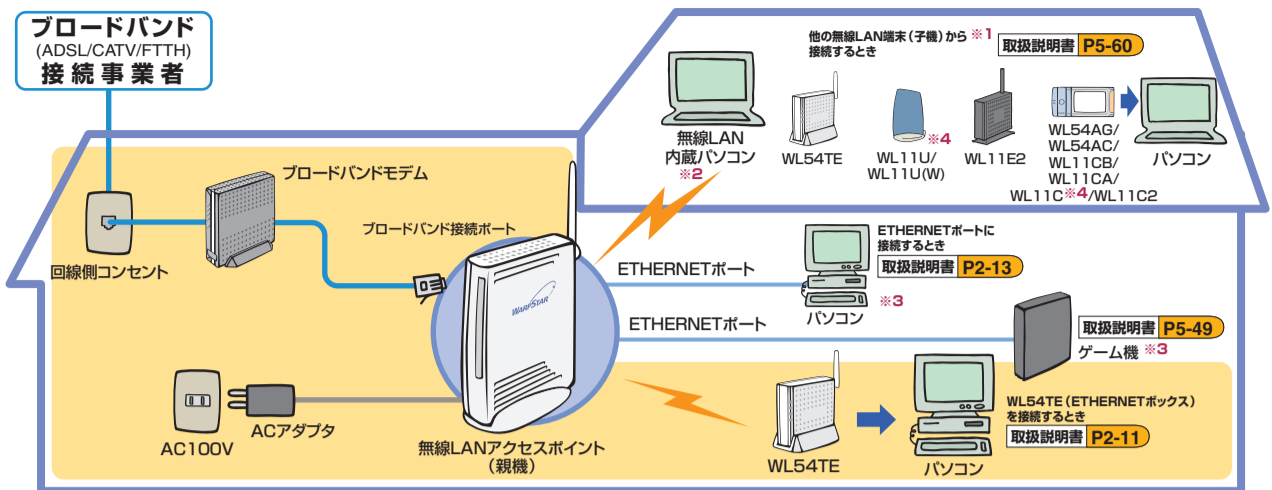 ブロードバンド
(ADSL/CATV/FTTH)
接続事業者
他の無線LAN端末(子機)から ※1
接続するとき
取扱説明書 P5-60
無線LAN
内蔵パソコン
※2
WL54TE
※4
WL11U/
WL11U(W)
WL11E2
WL54AG/
WL54AC/
WL11CB/
WL11CA/
WL11C※4/WL11C2
パソコン
ブロードバンドモデム
回線側コンセント
ブロードバンド接続ポート
WARPSTAR
ETHERNETポート
ETHERNETポートに
接続するとき
取扱説明書 P2-13
※3
パソコン
ETHERNETポート
取扱説明書 P5-49
ゲーム機 ※3
AC100V
ACアダプタ
無線LANアクセスポイント
(親機)
WL54TE
パソコン
WL54TE(ETHERNETボックス)
を接続するとき
取扱説明書 P2-11